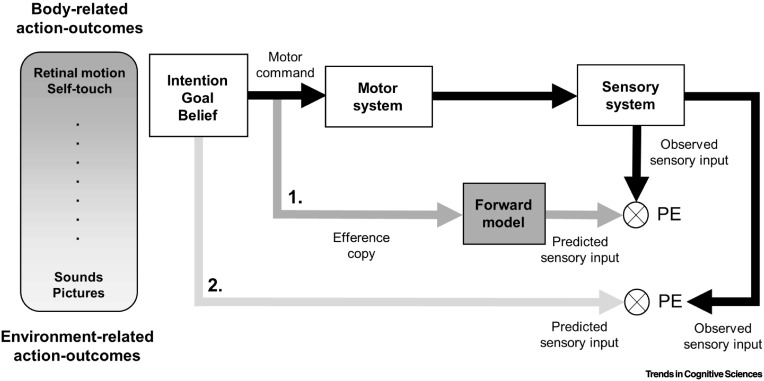 Body-related
action-outcomes
Retinal motion
Self-touch
Sounds
Pictures
Environment-related
action-outcomes
Intention
Goal
Belief
Motor
command
Motor
system
Sensory
system
Observed
sensory input
1.
Efference
copy
Forward
model
Predicted
sensory input
PE
2.
Predicted
sensory input
PE
Observed
sensory input
Trends in Cognitive Sciences